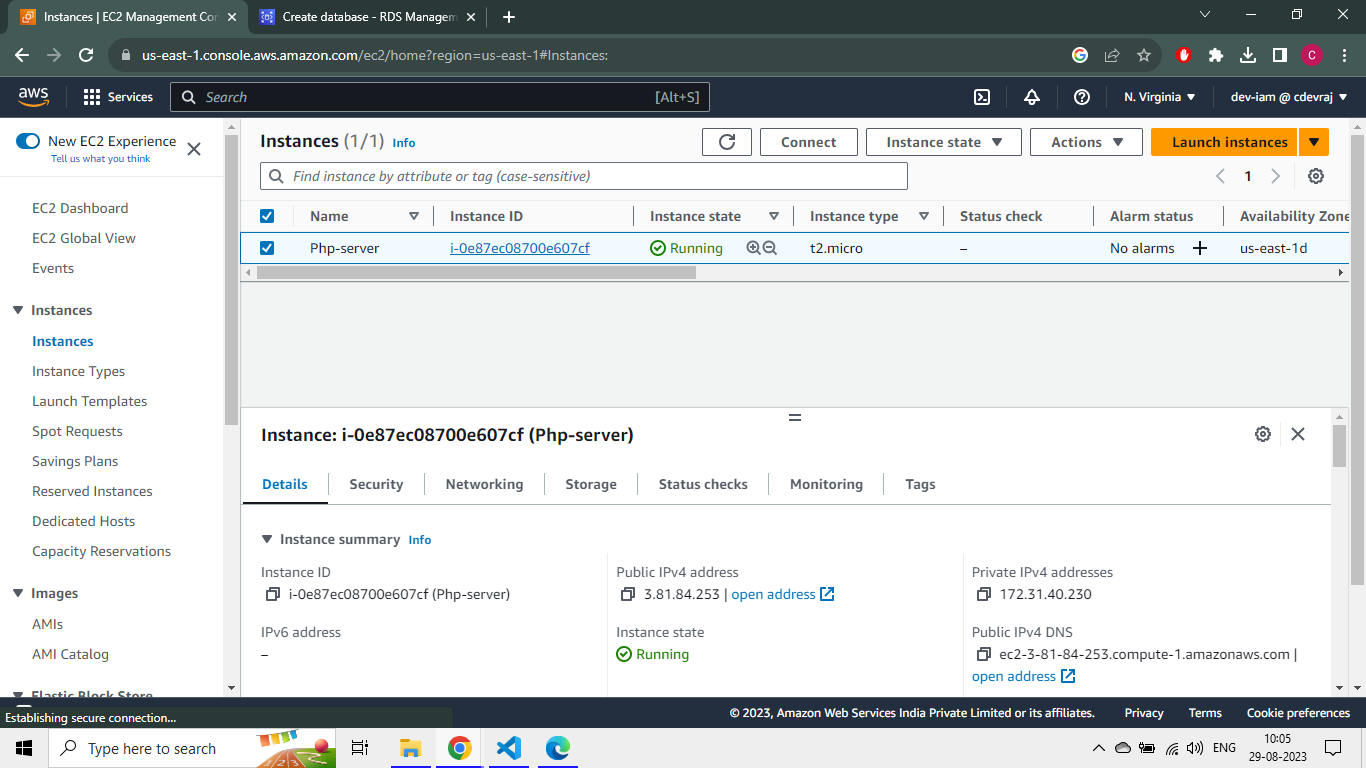 Instances | EC2 Management Con
Create database - RDS Managem
us-east-1.console.aws.amazon.com/ec2/home?region=us-east-1#Instances:
C
aws
Services
Search
[Alt+S]
N. Virginia
dev-iam @ cdevraj
New EC2 Experience
Tell us what you think
EC2 Dashboard
EC2 Global View
Events
Instances
Instances
Instance Types
Launch Templates
Spot Requests
Savings Plans
Reserved Instances
Dedicated Hosts
Capacity Reservations
Images
AMIs
AMI Catalog
Elastic Block Store
Instances (1/1) Info
Connect
Instance state
Actions
Launch instances
Find instance by attribute or tag (case-sensitive)
1
Name Instance ID Instance state Instance type Status check Alarm status Availability Zone
Php-server i-0e87ec08700e607cf Running t2.micro – No alarms + us-east-1d
Instance: i-0e87ec08700e607cf (Php-server)
Details Security Networking Storage Status checks Monitoring Tags
Instance summary Info
Instance ID
i-0e87ec08700e607cf (Php-server)
Public IPv4 address
3.81.84.253 | open address
Private IPv4 addresses
172.31.40.230
IPv6 address
–
Instance state
Running
Public IPv4 DNS
ec2-3-81-84-253.compute-1.amazonaws.com |
open address
Establishing secure connection...
© 2023, Amazon Web Services India Private Limited or its affiliates.
Privacy
Terms
Cookie preferences
Type here to search
ENG
10:05
29-08-2023